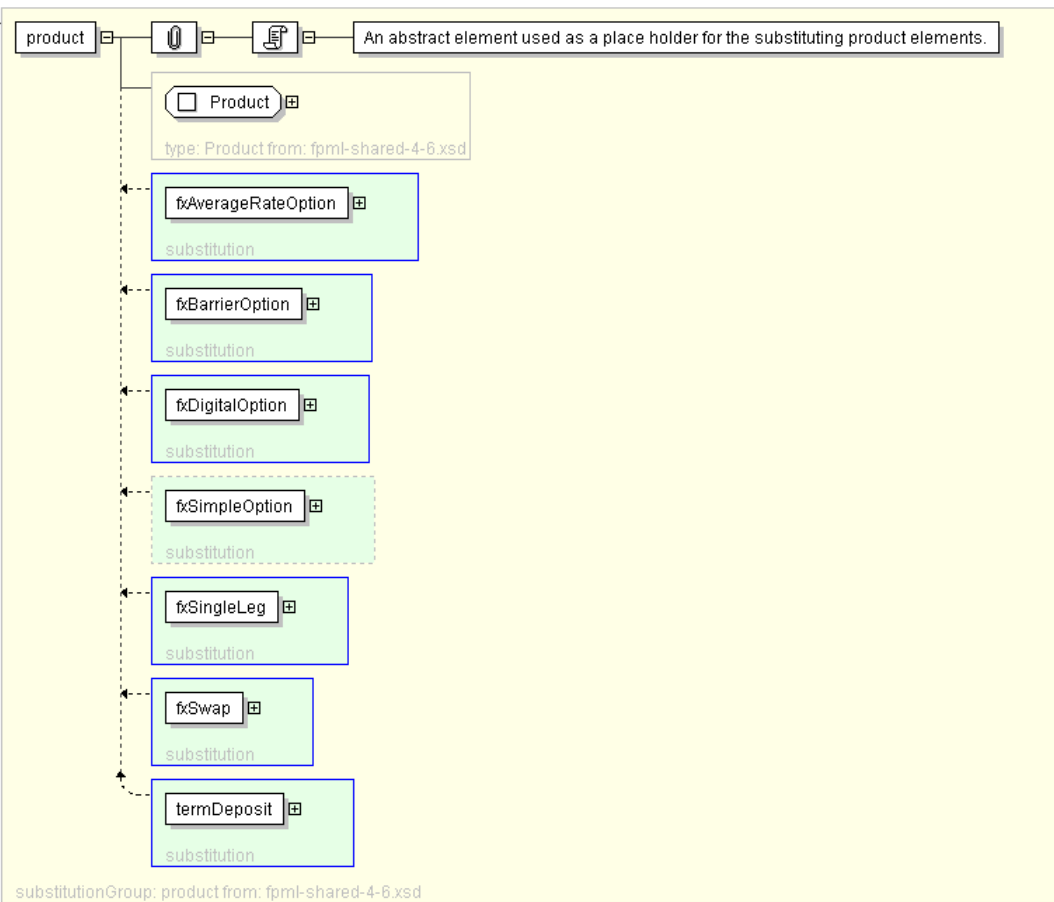 product
An abstract element used as a place holder for the substituting product elements.
Product
type: Product from: fpml-shared-4-6.xsd
fxAverageRateOption
substitution
fxBarrierOption
substitution
fxDigitalOption
substitution
fxSimpleOption
substitution
fxSingleLeg
substitution
fxSwap
substitution
termDeposit
substitution
substitutionGroup: product from: fpml-shared-4-6.xsd